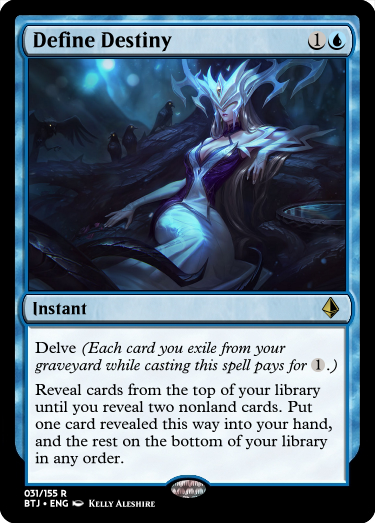 Define Destiny 1
Instant
Delve (Each card you exile from your
graveyard while casting this spell pays for 1.)
Reveal cards from the top of your library
until you reveal two nonland cards. Put
one card revealed this way into your hand,
and the rest on the bottom of your library
in any order.
031/155 R
BTJ • ENG Kelly Aleshire